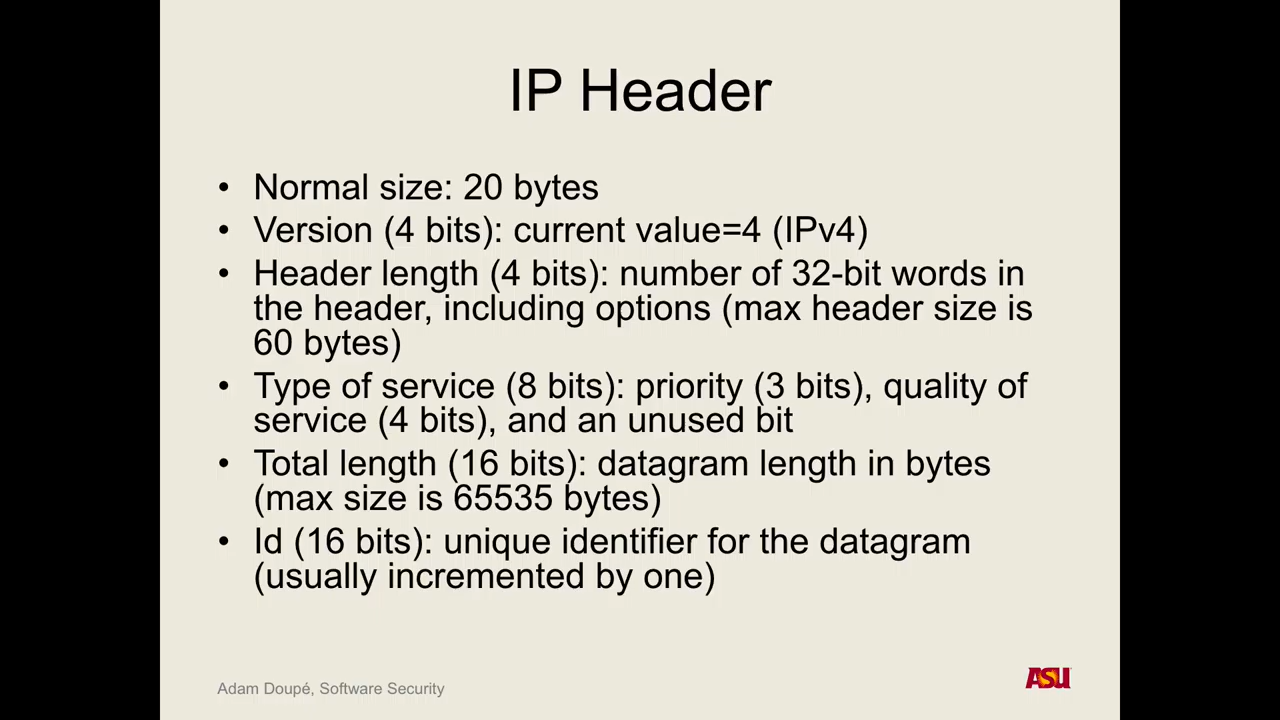 IP Header
• Normal size: 20 bytes
• Version (4 bits): current value=4 (IPv4)
• Header length (4 bits): number of 32-bit words in
the header, including options (max header size is
60 bytes)
• Type of service (8 bits): priority (3 bits), quality of
service (4 bits), and an unused bit
• Total length (16 bits): datagram length in bytes
(max size is 65535 bytes)
• Id (16 bits): unique identifier for the datagram
(usually incremented by one)
Adam Doupé, Software Security
ASU